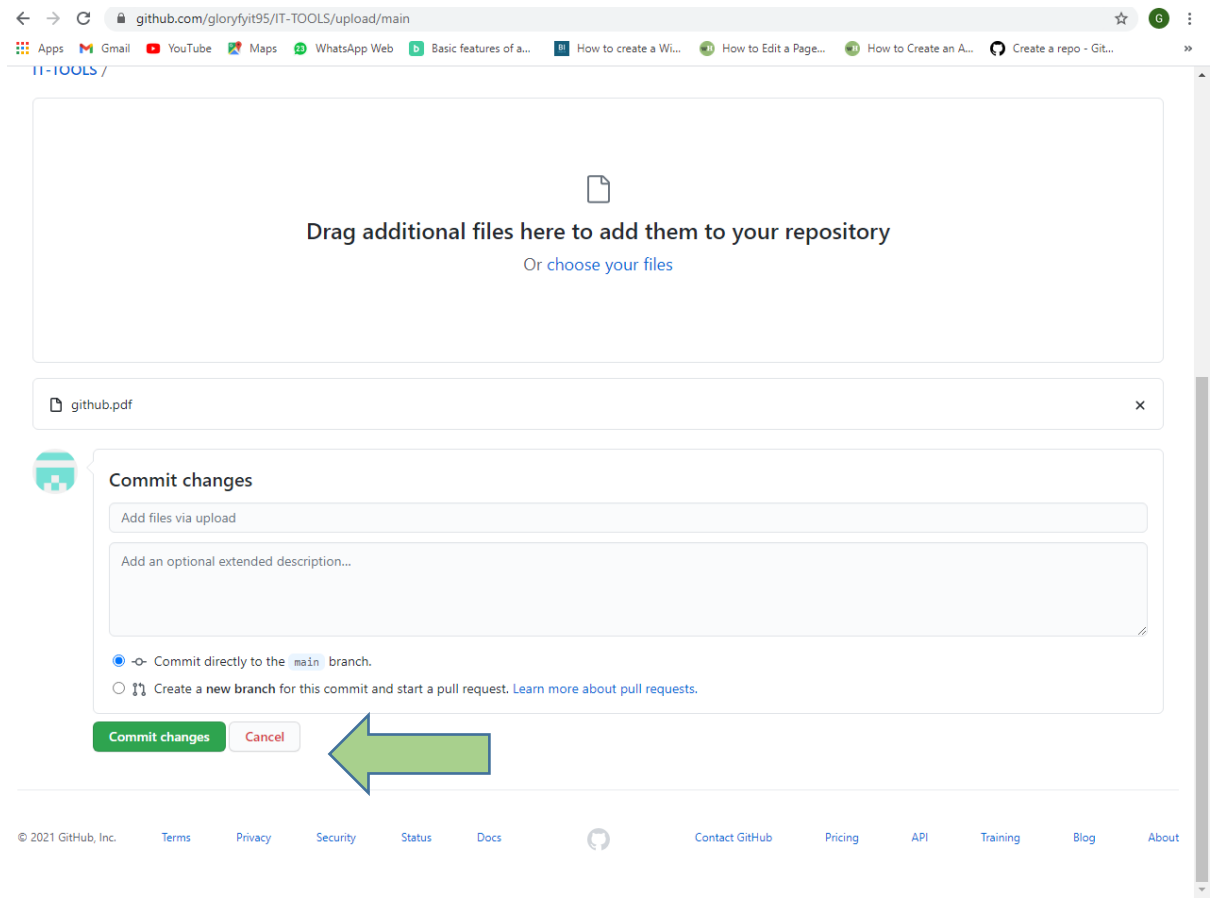 github.com/gloryfyit95/IT-TOOLS/upload/main
G
Apps Gmail YouTube Maps 23 WhatsApp Web b Basic features of a... BI How to create a Wi... How to Edit a Page... How to Create an A... Create a repo - Git... »
IT-TOOLS /
Drag additional files here to add them to your repository
Or choose your files
github.pdf
Commit changes
Add files via upload
Add an optional extended description...
Commit directly to the main branch.
Create a new branch for this commit and start a pull request. Learn more about pull requests.
Commit changes Cancel
© 2021 GitHub, Inc. Terms Privacy Security Status Docs Contact GitHub Pricing API Training Blog About